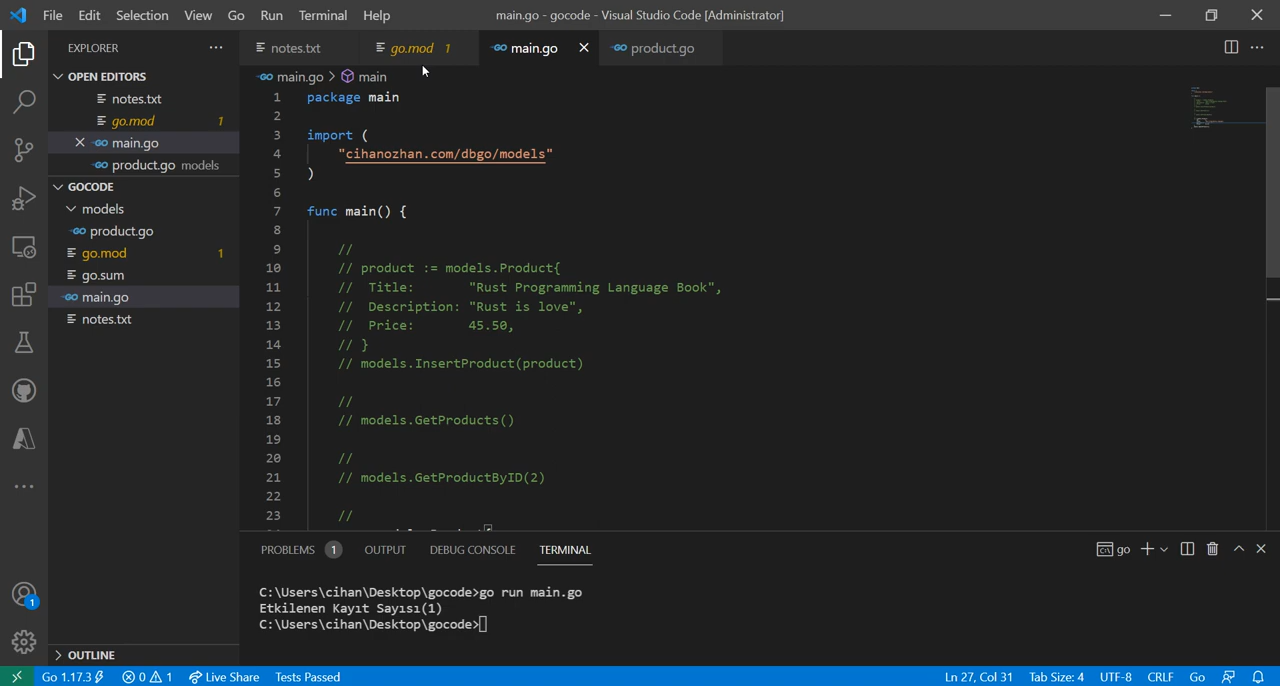 File Edit Selection View Go Run Terminal Help main.go - gocode - Visual Studio Code [Administrator]
EXPLORER
OPEN EDITORS
notes.txt
go.mod 1
main.go
product.go models
GOCODE
models
product.go
go.mod 1
go.sum
main.go
notes.txt
OUTLINE
notes.txt go.mod 1 main.go product.go
main.go > main
1 package main
2
3 import (
4 "cihanozhan.com/dbgo/models"
5 )
6
7 func main() {
8
9 //
10 // product := models.Product{
11 // Title: "Rust Programming Language Book",
12 // Description: "Rust is love",
13 // Price: 45.50,
14 // }
15 // models.InsertProduct(product)
16
17 //
18 // models.GetProducts()
19
20 //
21 // models.GetProductByID(2)
22
23 //
PROBLEMS 1 OUTPUT DEBUG CONSOLE TERMINAL go
C:\Users\cihan\Desktop\gocode>go run main.go
Etkilenen Kayıt Sayısı(1)
C:\Users\cihan\Desktop\gocode>
1
Go 1.17.3 0 1 Live Share Tests Passed Ln 27, Col 31 Tab Size: 4 UTF-8 CRLF Go